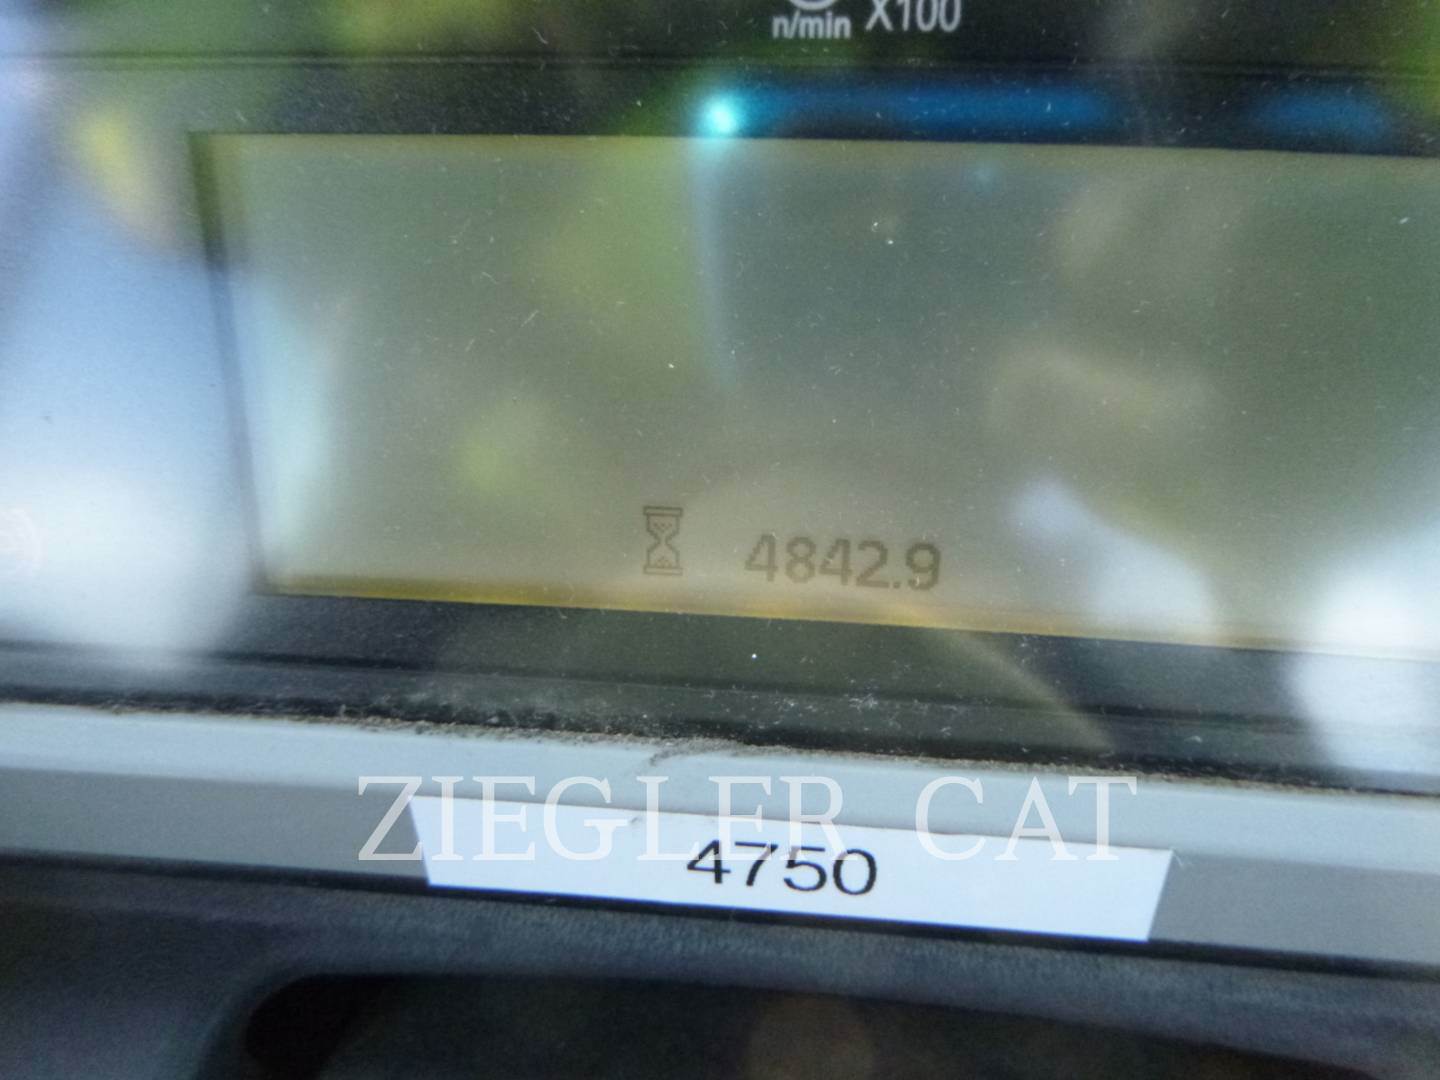 n/min X100
4842.9
ZIEGLER CAT
4750